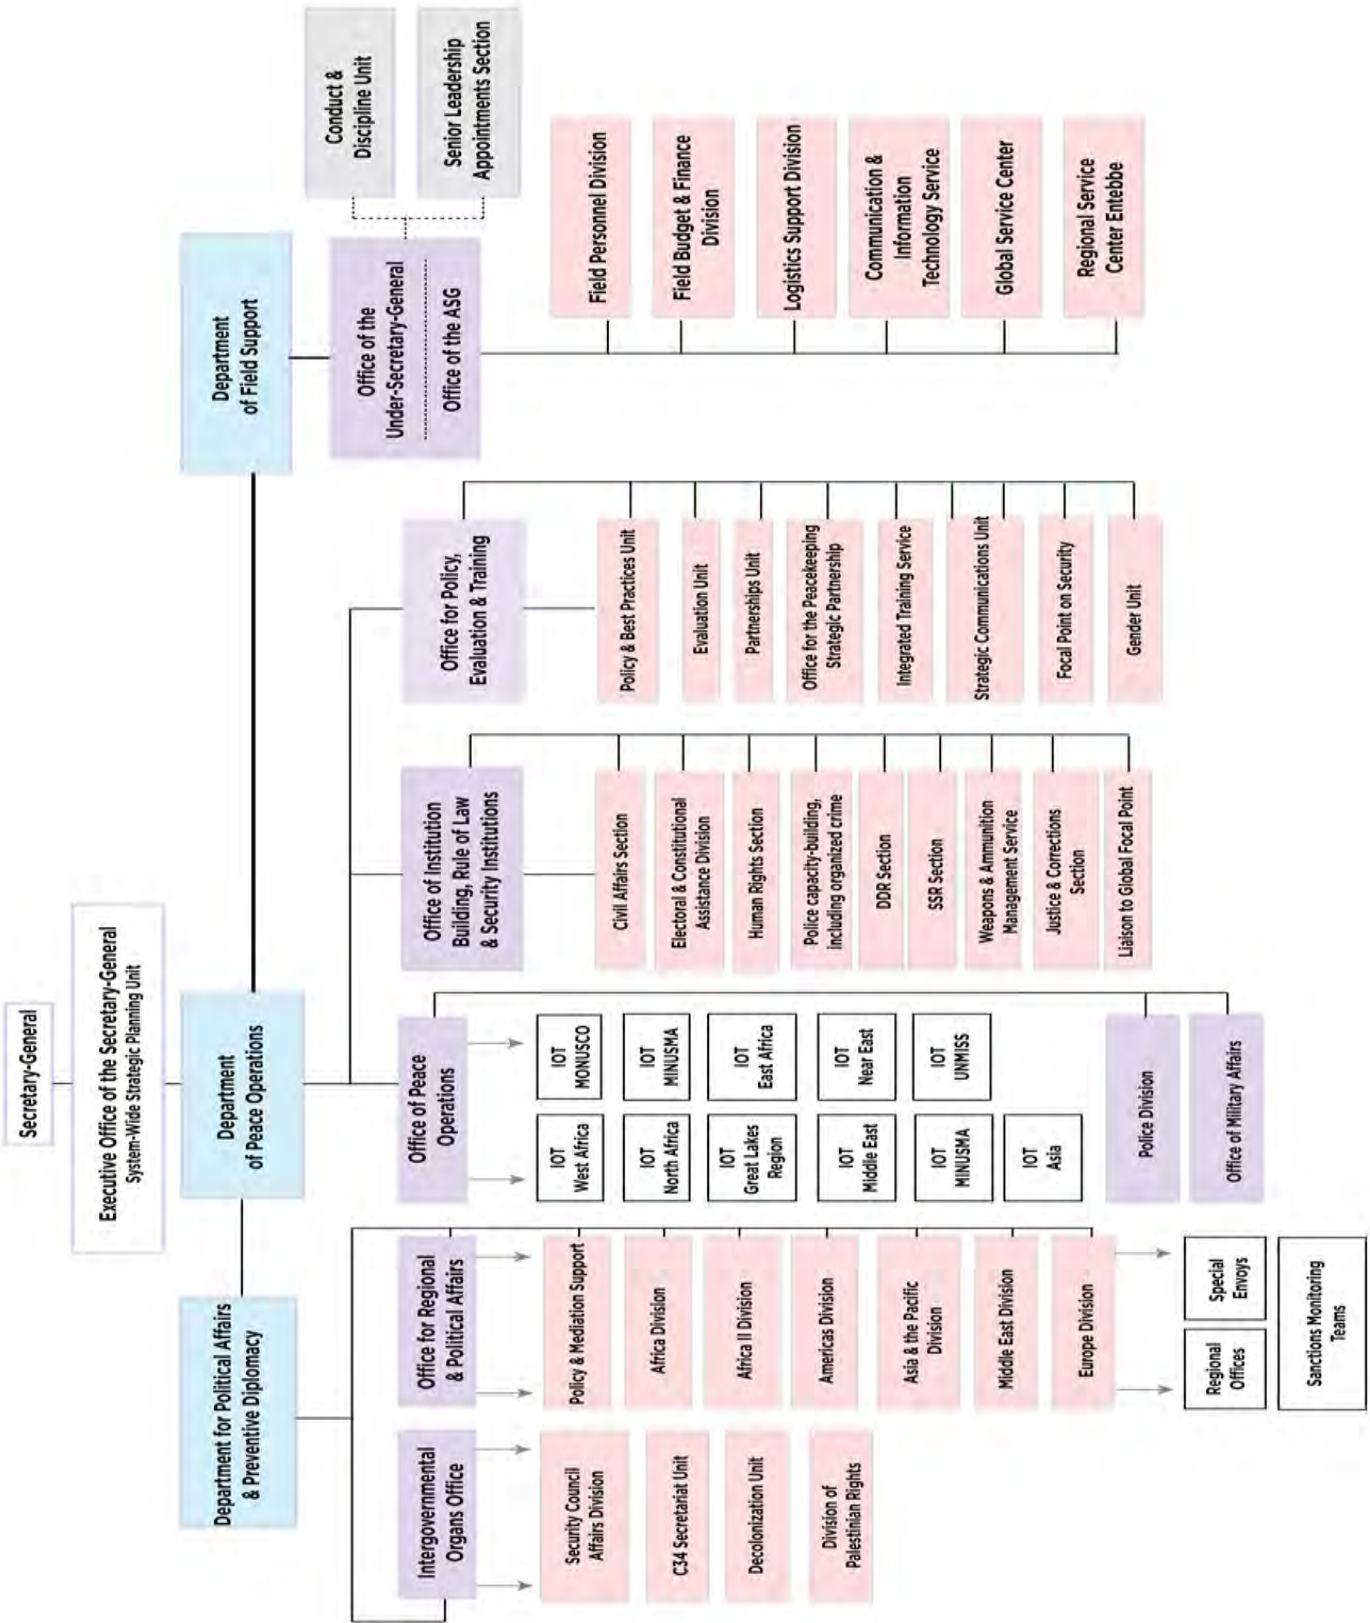 Secretary-General
Executive Office of the Secretary-General
System-Wide Strategic Planning Unit
Department for Political Affairs
& Preventive Diplomacy
Department
of Peace Operations
Department
of Field Support
Intergovernmental
Organs Office
Security Council
Affairs Division
C34 Secretariat Unit
Decolonization Unit
Division of
Palestinian Rights
Office for Regional
& Political Affairs
Policy & Mediation Support
Africa Division
Africa II Division
Americas Division
Asia & the Pacific
Division
Middle East Division
Europe Division
Regional
Offices
Special
Envoys
Sanctions Monitoring
Teams
Office of Peace
Operations
IOT
West Africa
IOT
MONUSCO
IOT
North Africa
IOT
MINUSMA
IOT
Great Lakes
Region
IOT
East Africa
IOT
Middle East
IOT
Near East
IOT
MINUSMA
IOT
UNMISS
IOT
Asia
Police Division
Office of Military Affairs
Office of Institution
Building, Rule of Law
& Security Institutions
Civil Affairs Section
Electoral & Constitutional
Assistance Division
Human Rights Section
Police capacity-building,
including organized crime
DDR Section
SSR Section
Weapons & Ammunition
Management Service
Justice & Corrections
Section
Liaison to Global Focal Point
Office for Policy,
Evaluation & Training
Policy & Best Practices Unit
Evaluation Unit
Partnerships Unit
Office for the Peacekeeping
Strategic Partnership
Integrated Training Service
Strategic Communications Unit
Focal Point on Security
Gender Unit
Office of the
Under-Secretary-General
Office of the ASG
Conduct &
Discipline Unit
Senior Leadership
Appointments Section
Field Personnel Division
Field Budget & Finance
Division
Logistics Support Division
Communication &
Information
Technology Service
Global Service Center
Regional Service
Center Entebbe